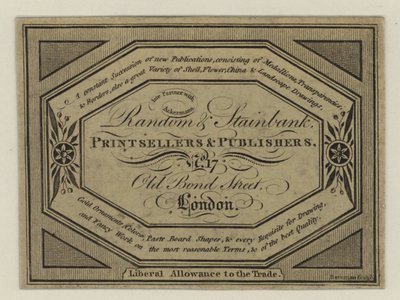 A constant Succession of new Publications, consisting of Medallions, Transparencies,
& Borders, also a great Variety of Shell, Flower, China & Landscape Drawings.
late Partner with
Ackermann.
Random & Stainbank,
PRINTSELLERS & PUBLISHERS,
No. 17
Old Bond Street,
London.
Gold Ornaments, Colors, Paste Board Shapes, & every Requisite for Drawing,
and Fancy Work, on the most reasonable Terms, & of the best Quality.
Liberal Allowance to the Trade.